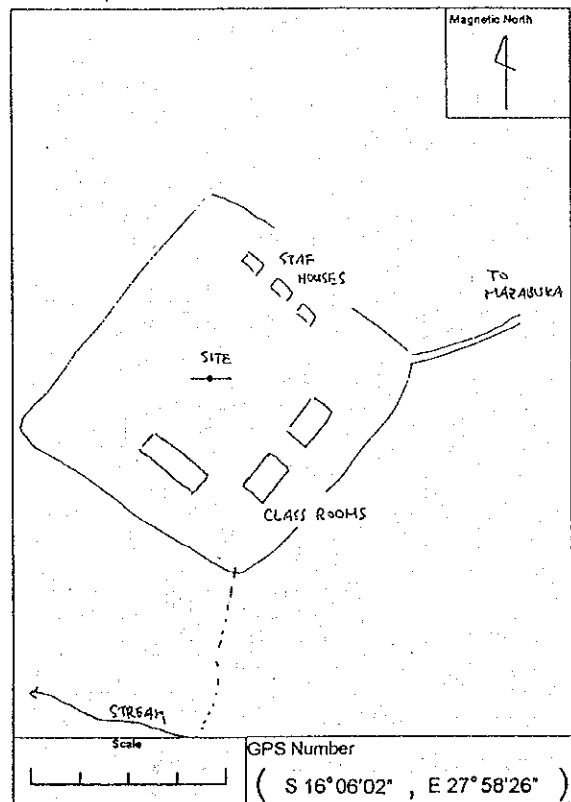 Magnetic North
STAF
HOUSES
TO
MAZABUKA
SITE
CLASS ROOMS
STREAM
Scale
GPS Number
( S 16°06'02" , E 27°58'26" )